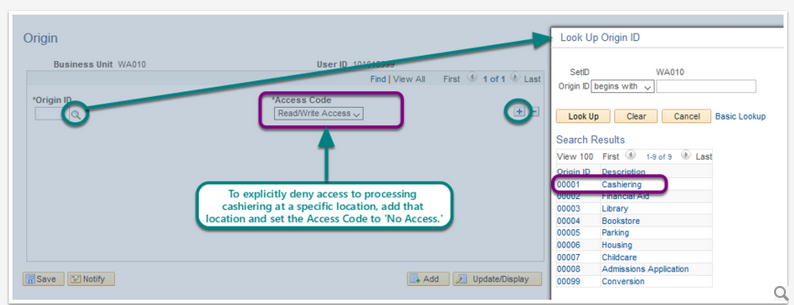 Origin
Business Unit WA010
User ID
Find | View All First 1 of 1 Last
*Origin ID
*Access Code
Read/Write Access
To explicitly deny access to processing
cashiering at a specific location, add that
location and set the Access Code to 'No Access.'
Save
Notify
Add
Update/Display
Look Up Origin ID
SetID WA010
Origin ID begins with
Look Up Clear Cancel Basic Lookup
Search Results
View 100 First 1-9 of 9 Last
Origin ID Description
00001 Cashiering
00002 Financial Aid
00003 Library
00004 Bookstore
00005 Parking
00006 Housing
00007 Childcare
00008 Admissions Application
00099 Conversion